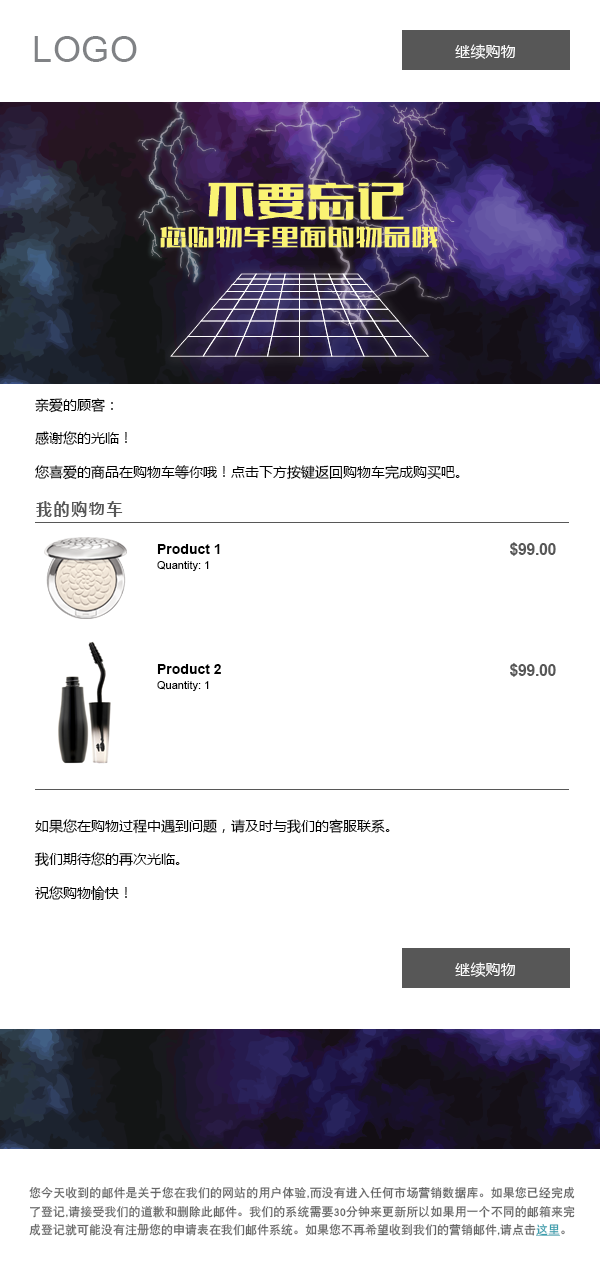 LOGO
继续购物
不要忘记
您购物车里面的物品哦
亲爱的顾客：
感谢您的光临！
您喜爱的商品在购物车等你哦！点击下方按键返回购物车完成购买吧。
我的购物车
Product 1
$99.00
Quantity: 1
Product 2
$99.00
Quantity: 1
如果您在购物过程中遇到问题，请及时与我们的客服联系。
我们期待您的再次光临。
祝您购物愉快！
继续购物
您今天收到的邮件是关于您在我们的网站的用户体验,而没有进入任何市场营销数据库。如果您已经完成
了登记,请接受我们的道歉和删除此邮件。我们的系统需要30分钟来更新所以如果用一个不同的邮箱来完
成登记就可能没有注册您的申请表在我们邮件系统。如果您不再希望收到我们的营销邮件,请点击这里。